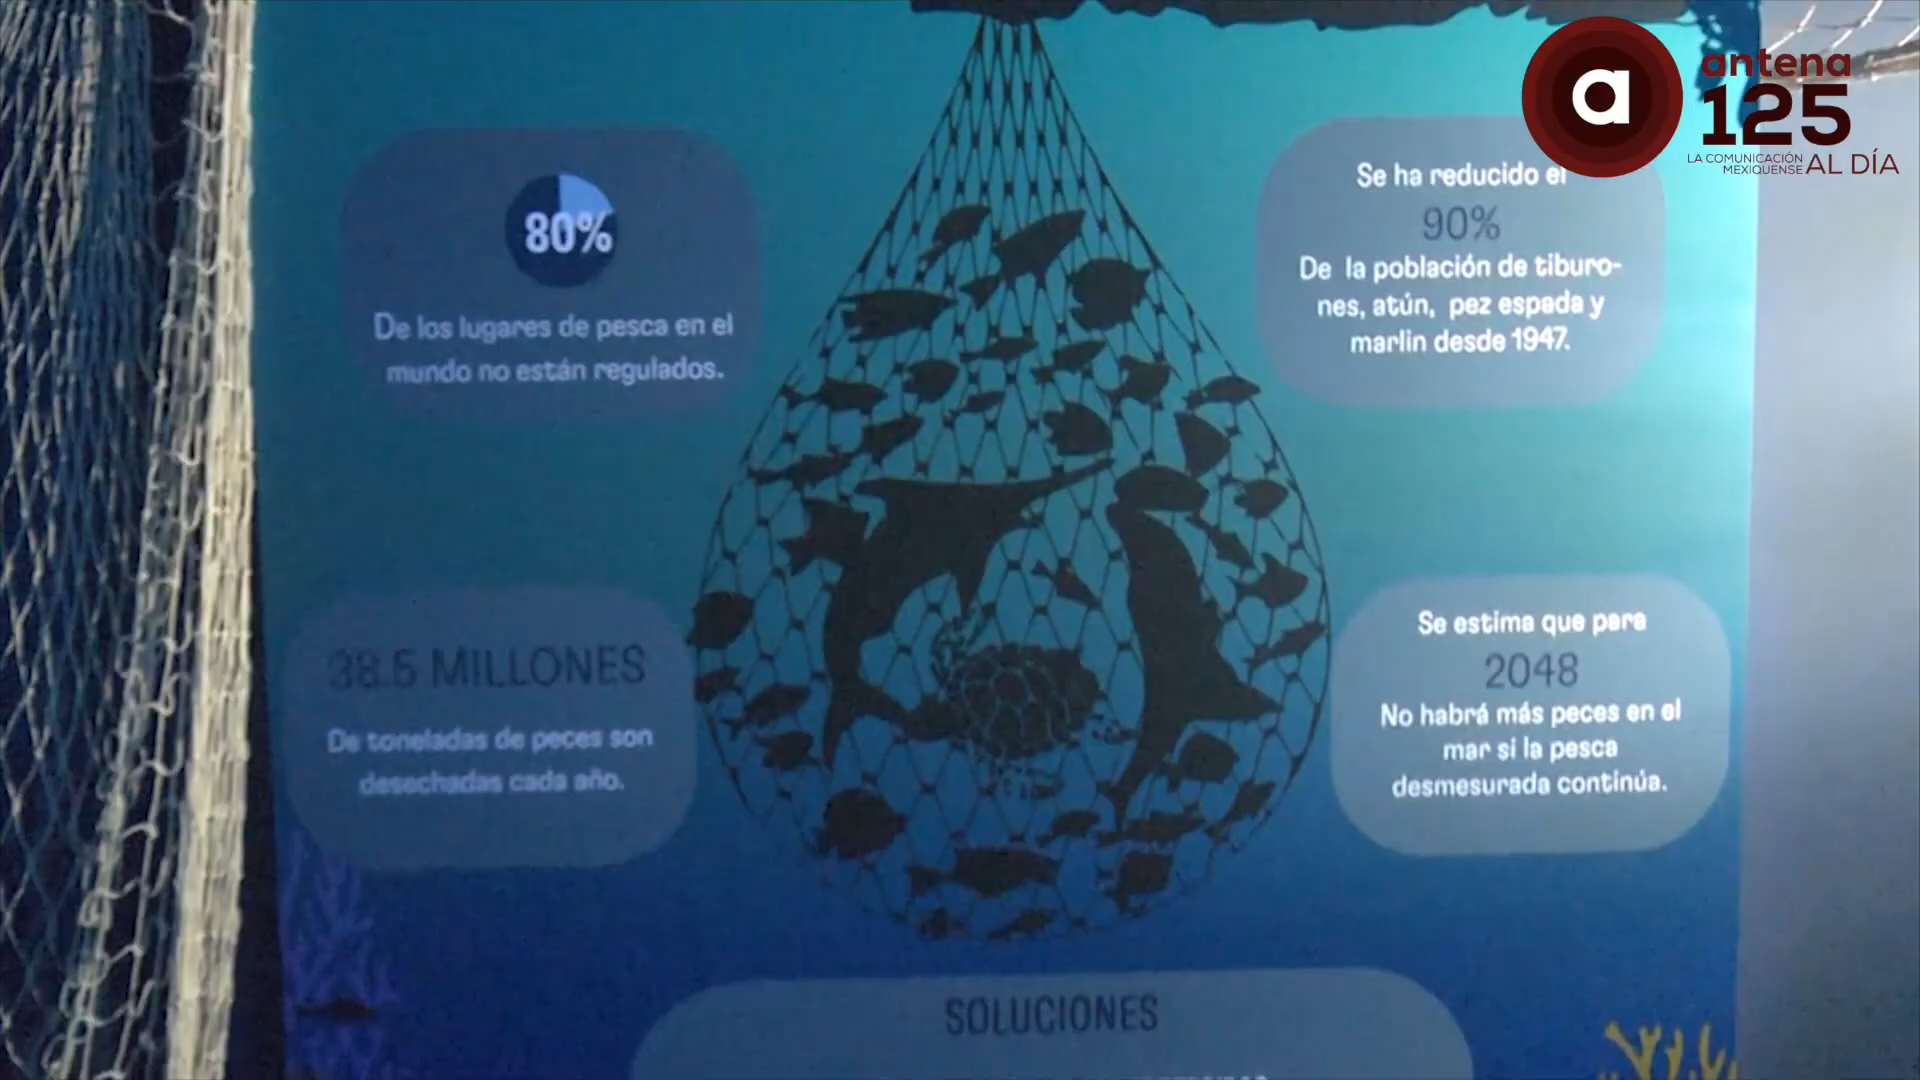 antena
125
LA COMUNICACIÓN
MEXIQUENSE AL DÍA
a
80%
De los lugares de pesca en el
mundo no están regulados.
Se ha reducido el
90%
De la población de tiburo-
nes, atún, pez espada y
marlin desde 1947.
38.5 MILLONES
De toneladas de peces son
desechadas cada año.
Se estima que para
2048
No habrá más peces en el
mar si la pesca
desmesurada continúa.
SOLUCIONES